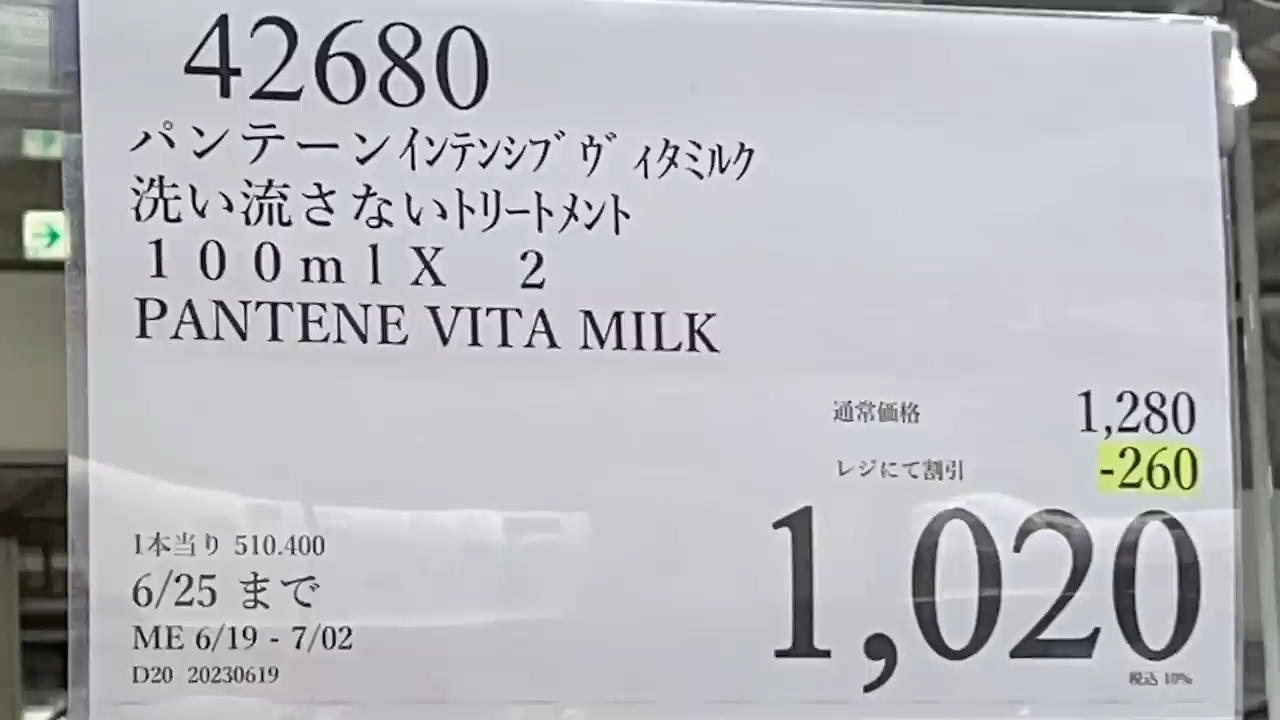 42680
パンテーンｲﾝﾃﾝｼﾌﾞｳﾞｨﾀﾐﾙｸ
洗い流さないﾄﾘｰﾄﾒﾝﾄ
１００ｍｌＸ　２
PANTENE VITA MILK
通常価格 1,280
レジにて割引 -260
1,020
税込 10%
1本当り 510.400
6/25 まで
ME 6/19 - 7/02
D20 20230619